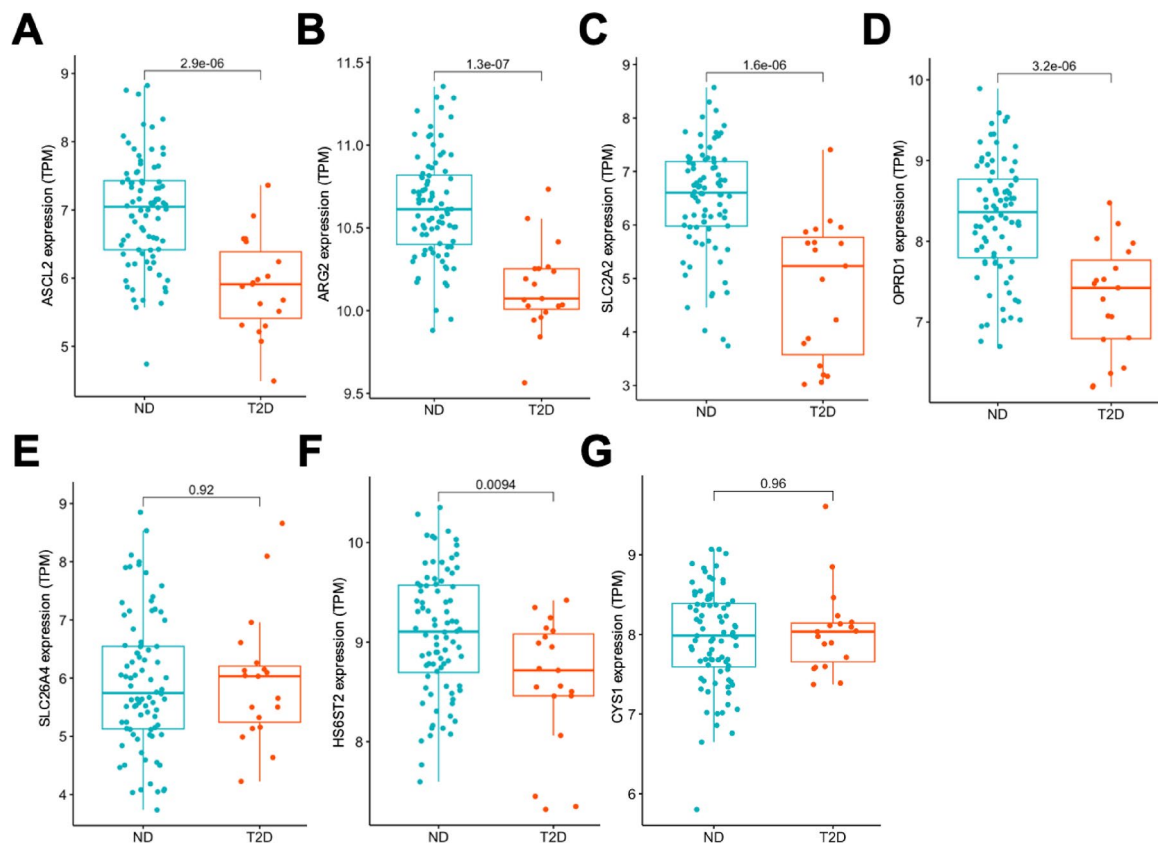 A
2.9e-06
9
8
7
6
5
ASCL2 expression (TPM)
ND
T2D
B
1.3e-07
11.5
11.0
10.5
10.0
9.5
ARG2 expression (TPM)
ND
T2D
C
1.6e-06
9
8
7
6
5
4
3
SLC2A2 expression (TPM)
ND
T2D
D
3.2e-06
10
9
8
7
OPRD1 expression (TPM)
ND
T2D
E
0.92
9
8
7
6
5
4
SLC26A4 expression (TPM)
ND
T2D
F
0.0094
10
9
8
HS6ST2 expression (TPM)
ND
T2D
G
0.96
9
8
7
6
CYS1 expression (TPM)
ND
T2D